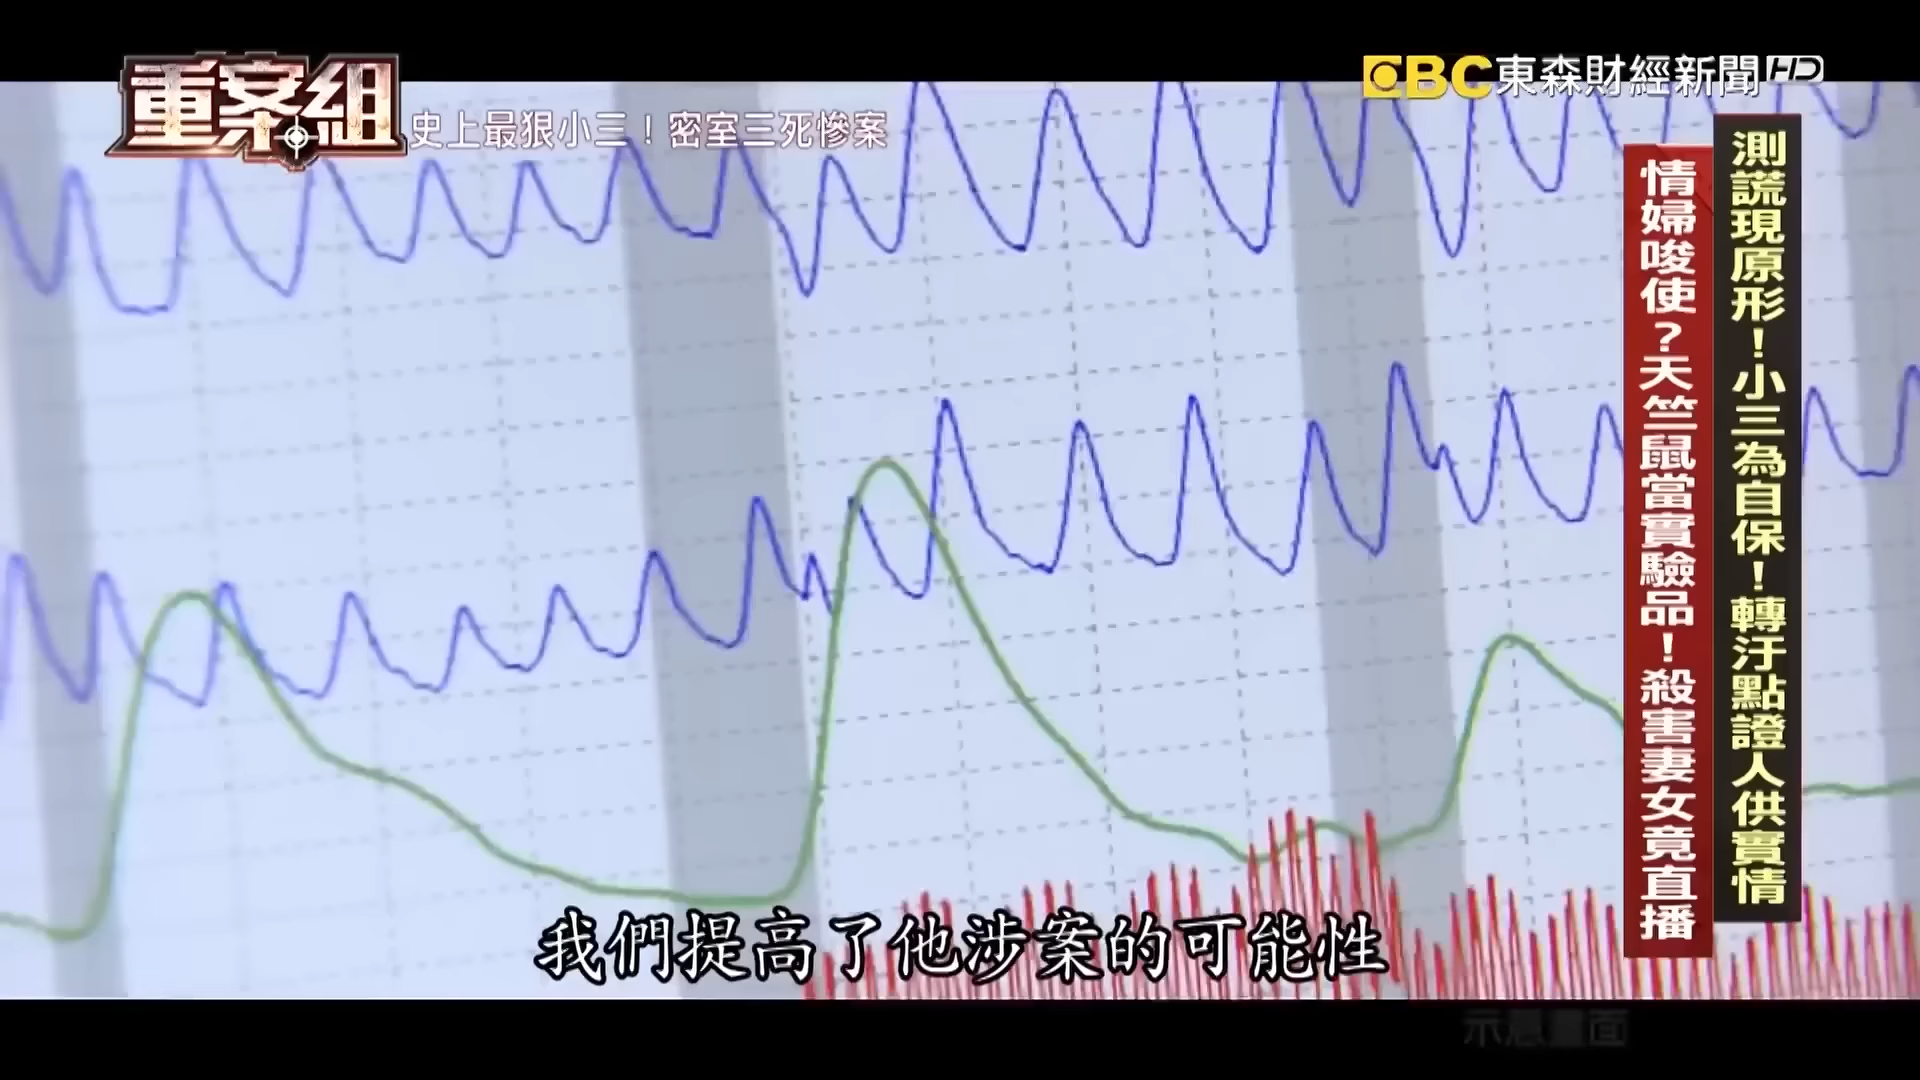 重案組
史上最狠小三！密室三死慘案
EBC東森財經新聞HD
測謊現原形！小三為自保！轉汙點證人供實情
情婦唆使？天竺鼠當實驗品！殺害妻女竟直播
我們提高了他涉案的可能性
示意畫面